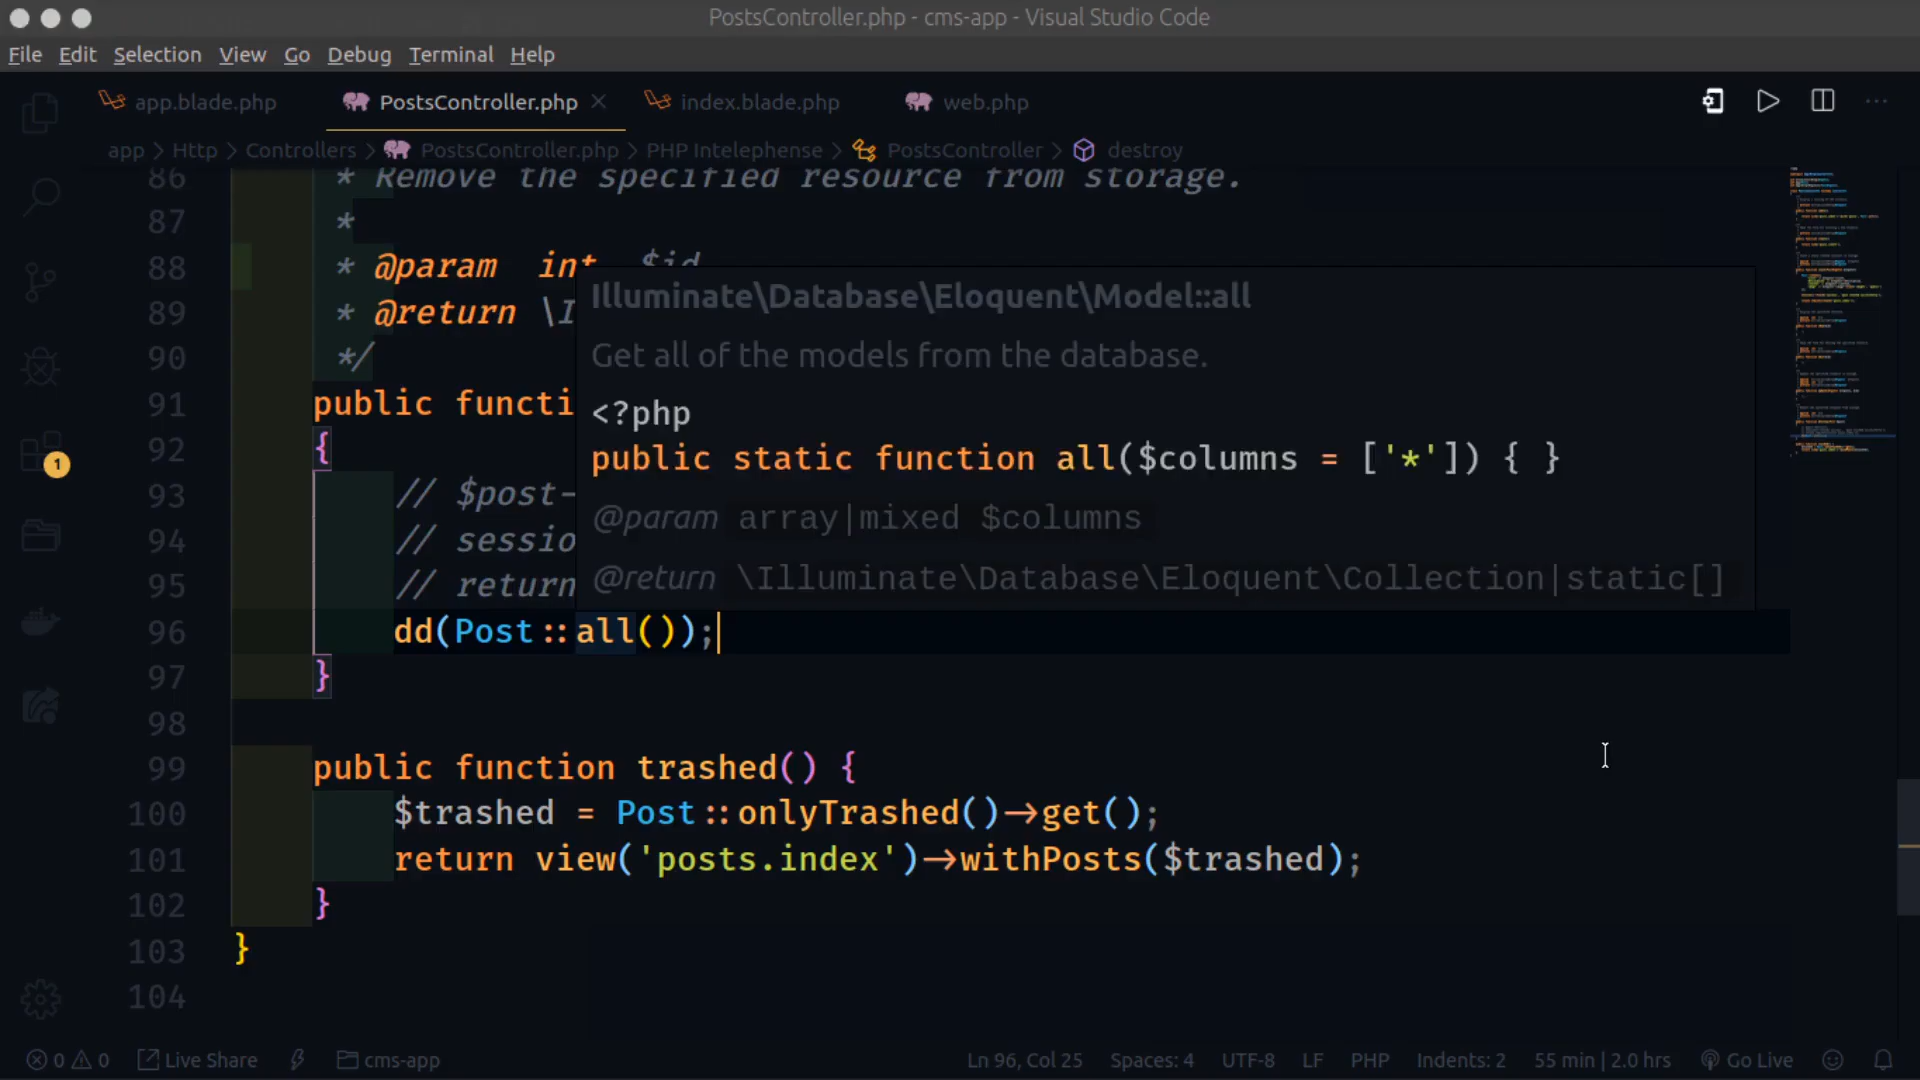 PostsController.php - cms-app - Visual Studio Code
File Edit Selection View Go Debug Terminal Help
app.blade.php PostsController.php index.blade.php web.php
app > Http > Controllers > PostsController.php > PHP Intelephense > PostsController > destroy
86 * Remove the specified resource from storage.
87 *
88 * @param int $id
89 * @return \I
90 */
91 public functi
92 {
93 // $post-
94 // sessio
95 // return
96 dd(Post::all());
97 }
98
99 public function trashed() {
100 $trashed = Post::onlyTrashed()->get();
101 return view('posts.index')->withPosts($trashed);
102 }
103 }
104
Illuminate\Database\Eloquent\Model::all
Get all of the models from the database.
<?php
public static function all($columns = ['*']) { }
@param array|mixed $columns
@return \Illuminate\Database\Eloquent\Collection|static[]
1
0 0 Live Share cms-app Ln 96, Col 25 Spaces: 4 UTF-8 LF PHP Indents: 2 55 min | 2.0 hrs Go Live